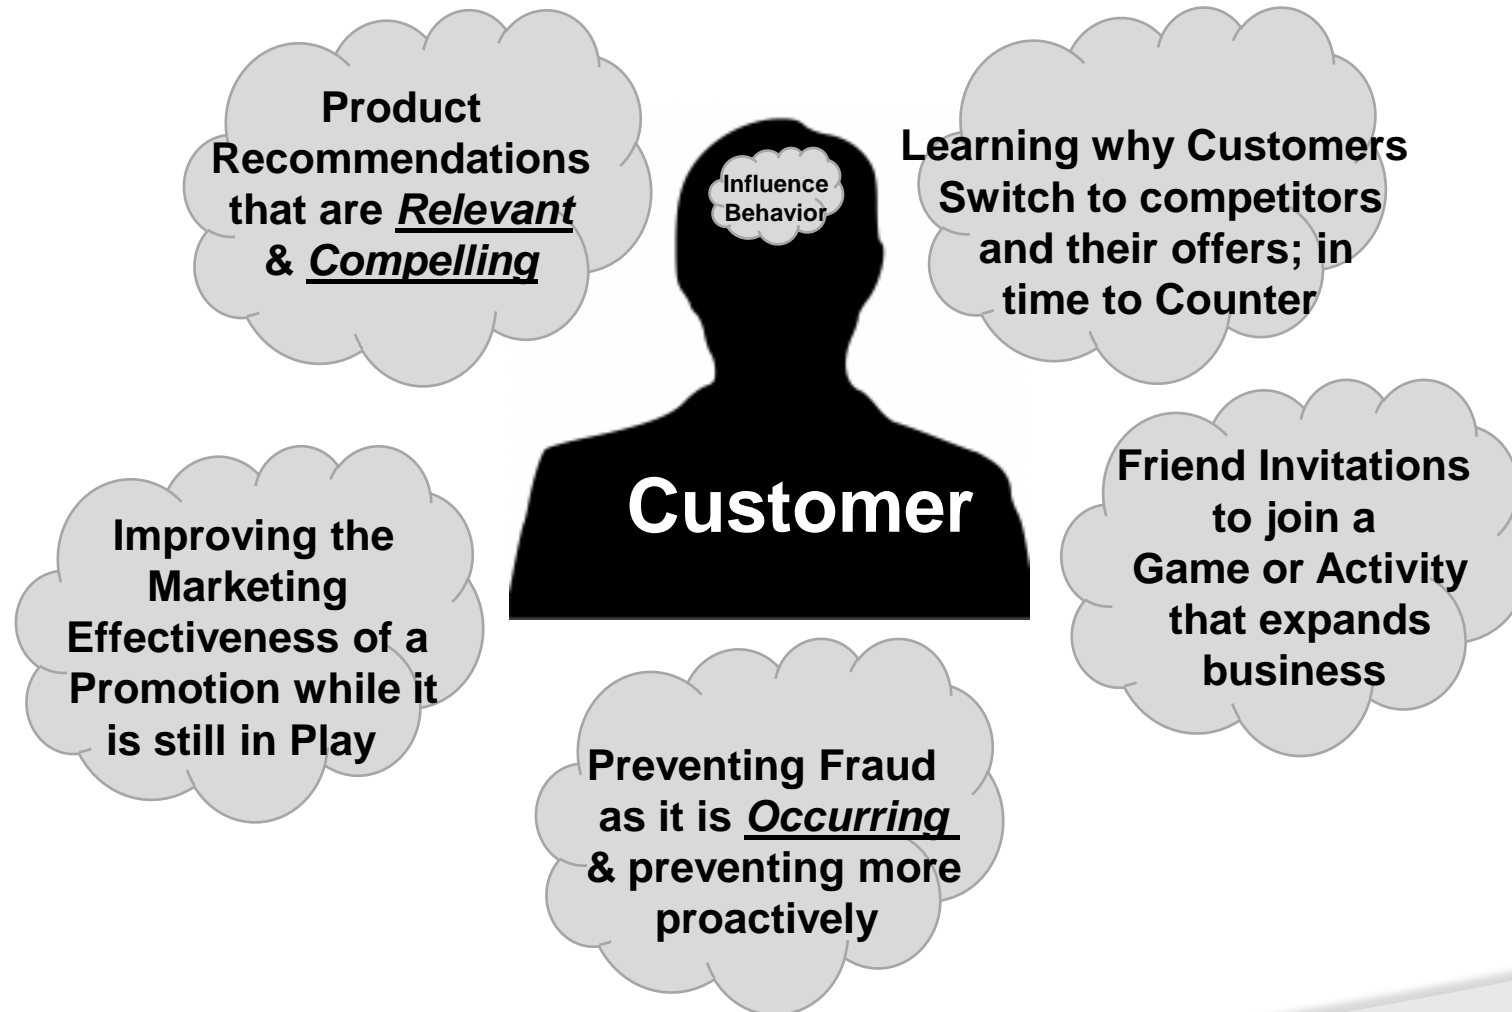 Product
Recommendations
that are Relevant
& Compelling
Influence
Behavior
Learning why Customers
Switch to competitors
and their offers; in
time to Counter
Customer
Improving the
Marketing
Effectiveness of a
Promotion while it
is still in Play
Friend Invitations
to join a
Game or Activity
that expands
business
Preventing Fraud
as it is Occurring
& preventing more
proactively